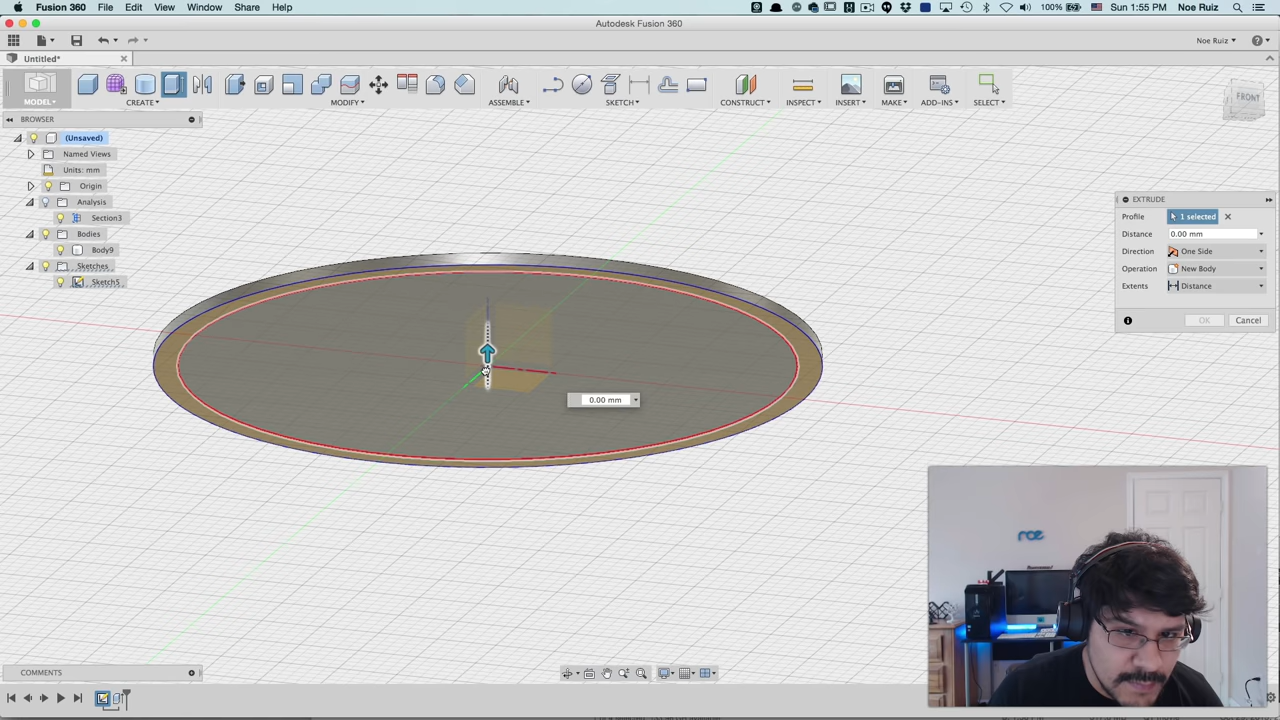 Fusion 360 File Edit View Window Share Help 100% Sun 1:55 PM Noe Ruiz
Autodesk Fusion 360
Noe Ruiz
Untitled*
MODEL CREATE MODIFY ASSEMBLE SKETCH CONSTRUCT INSPECT INSERT MAKE ADD-INS SELECT
FRONT
BROWSER
(Unsaved)
Named Views
Units: mm
Origin
Analysis
Section3
Bodies
Body9
Sketches
Sketch5
EXTRUDE
Profile 1 selected
Distance 0.00 mm
Direction One Side
Operation New Body
Extents Distance
OK Cancel
0.00 mm
COMMENTS